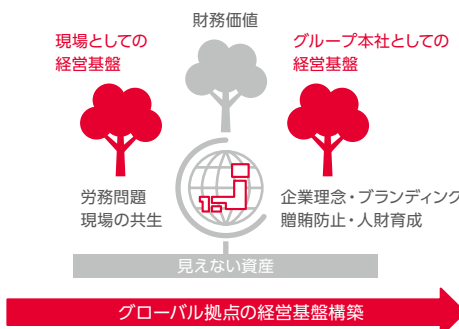 財務価値
現場としての
経営基盤
グループ本社としての
経営基盤
労務問題
現場の共生
企業理念・ブランディング
贈賄防止・人財育成
見えない資産
グローバル拠点の経営基盤構築